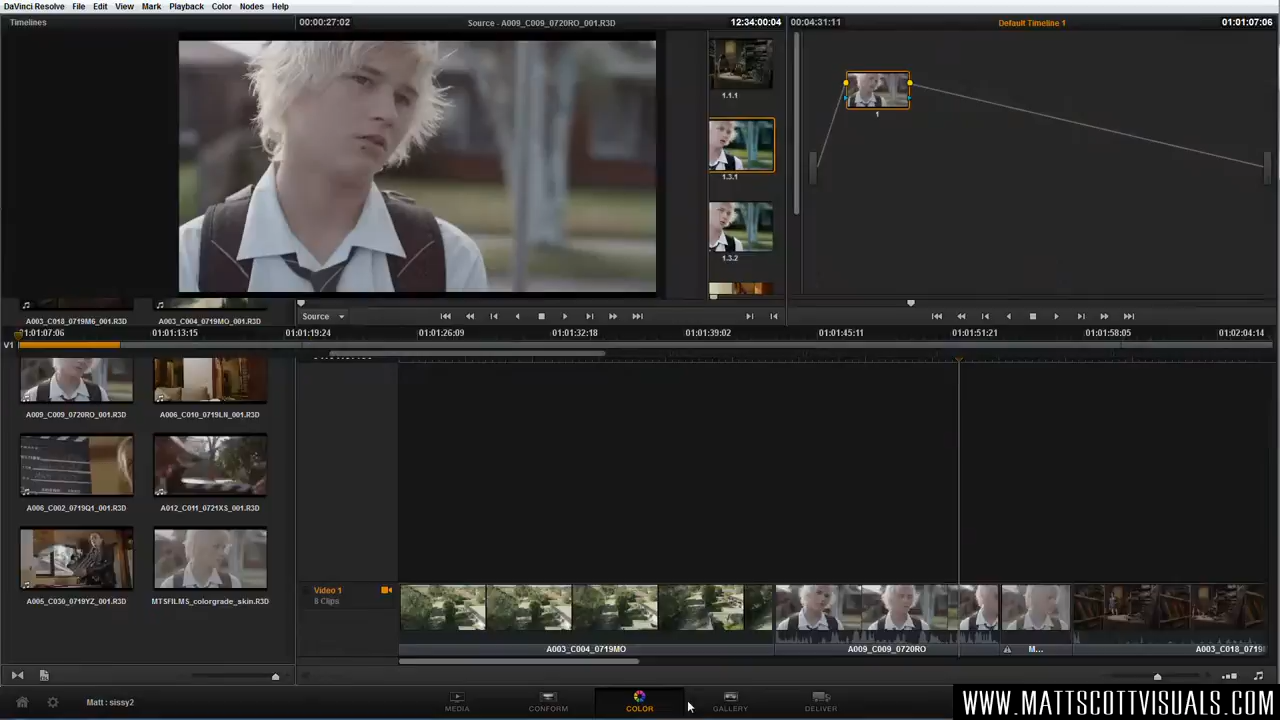 DaVinci Resolve File Edit View Mark Playback Color Nodes Help
Timelines
00:00:27:02 Source - A009_C009_0720RO_001.R3D 12:34:00:04 00:04:31:11 Default Timeline 1 01:01:07:06
1.1.1
1
1.3.1
1.3.2
A003_C018_0719M6_001.R3D A003_C004_0719MO_001.R3D Source
01:01:07:06 01:01:13:15 01:01:19:24 01:01:26:09 01:01:32:18 01:01:39:02 01:01:45:11 01:01:51:21 01:01:58:05 01:02:04:14
V1
A009_C009_0720RO_001.R3D A006_C010_0719LN_001.R3D
A006_C002_0719Q1_001.R3D A012_C011_0721XS_001.R3D
A005_C030_0719YZ_001.R3D MTSFILMS_colorgrade_skin.R3D
Video 1
8 Clips
A003_C004_0719MO A009_C009_0720RO M... A003_C018_0719
Matt : sissy2
MEDIA CONFORM COLOR GALLERY DELIVER
WWW.MATTSCOTTVISUALS.COM